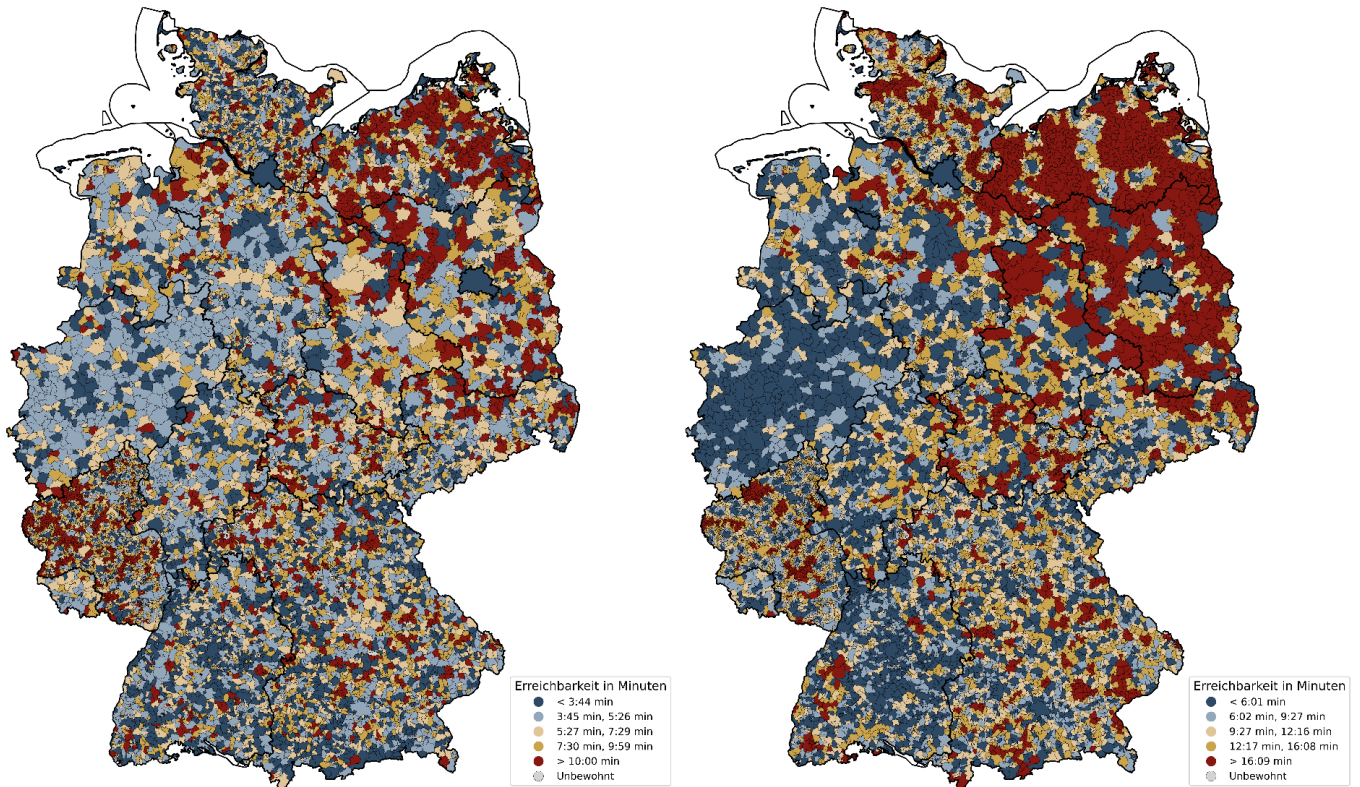 Erreichbarkeit in Minuten
< 3:44 min
3:45 min, 5:26 min
5:27 min, 7:29 min
7:30 min, 9:59 min
> 10:00 min
Unbewohnt
Erreichbarkeit in Minuten
< 6:01 min
6:02 min, 9:27 min
9:27 min, 12:16 min
12:17 min, 16:08 min
> 16:09 min
Unbewohnt